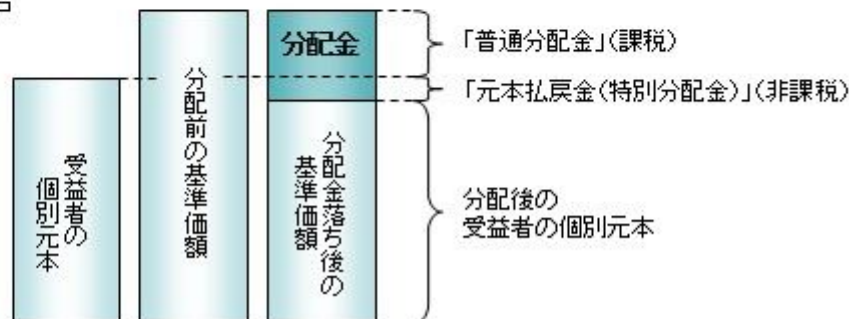 分配金
「普通分配金」(課税)
「元本払戻金(特別分配金)」(非課税)
受益者の
個別元本
分配前の基準価額
分配金落ち後の
基準価額
分配後の
受益者の個別元本